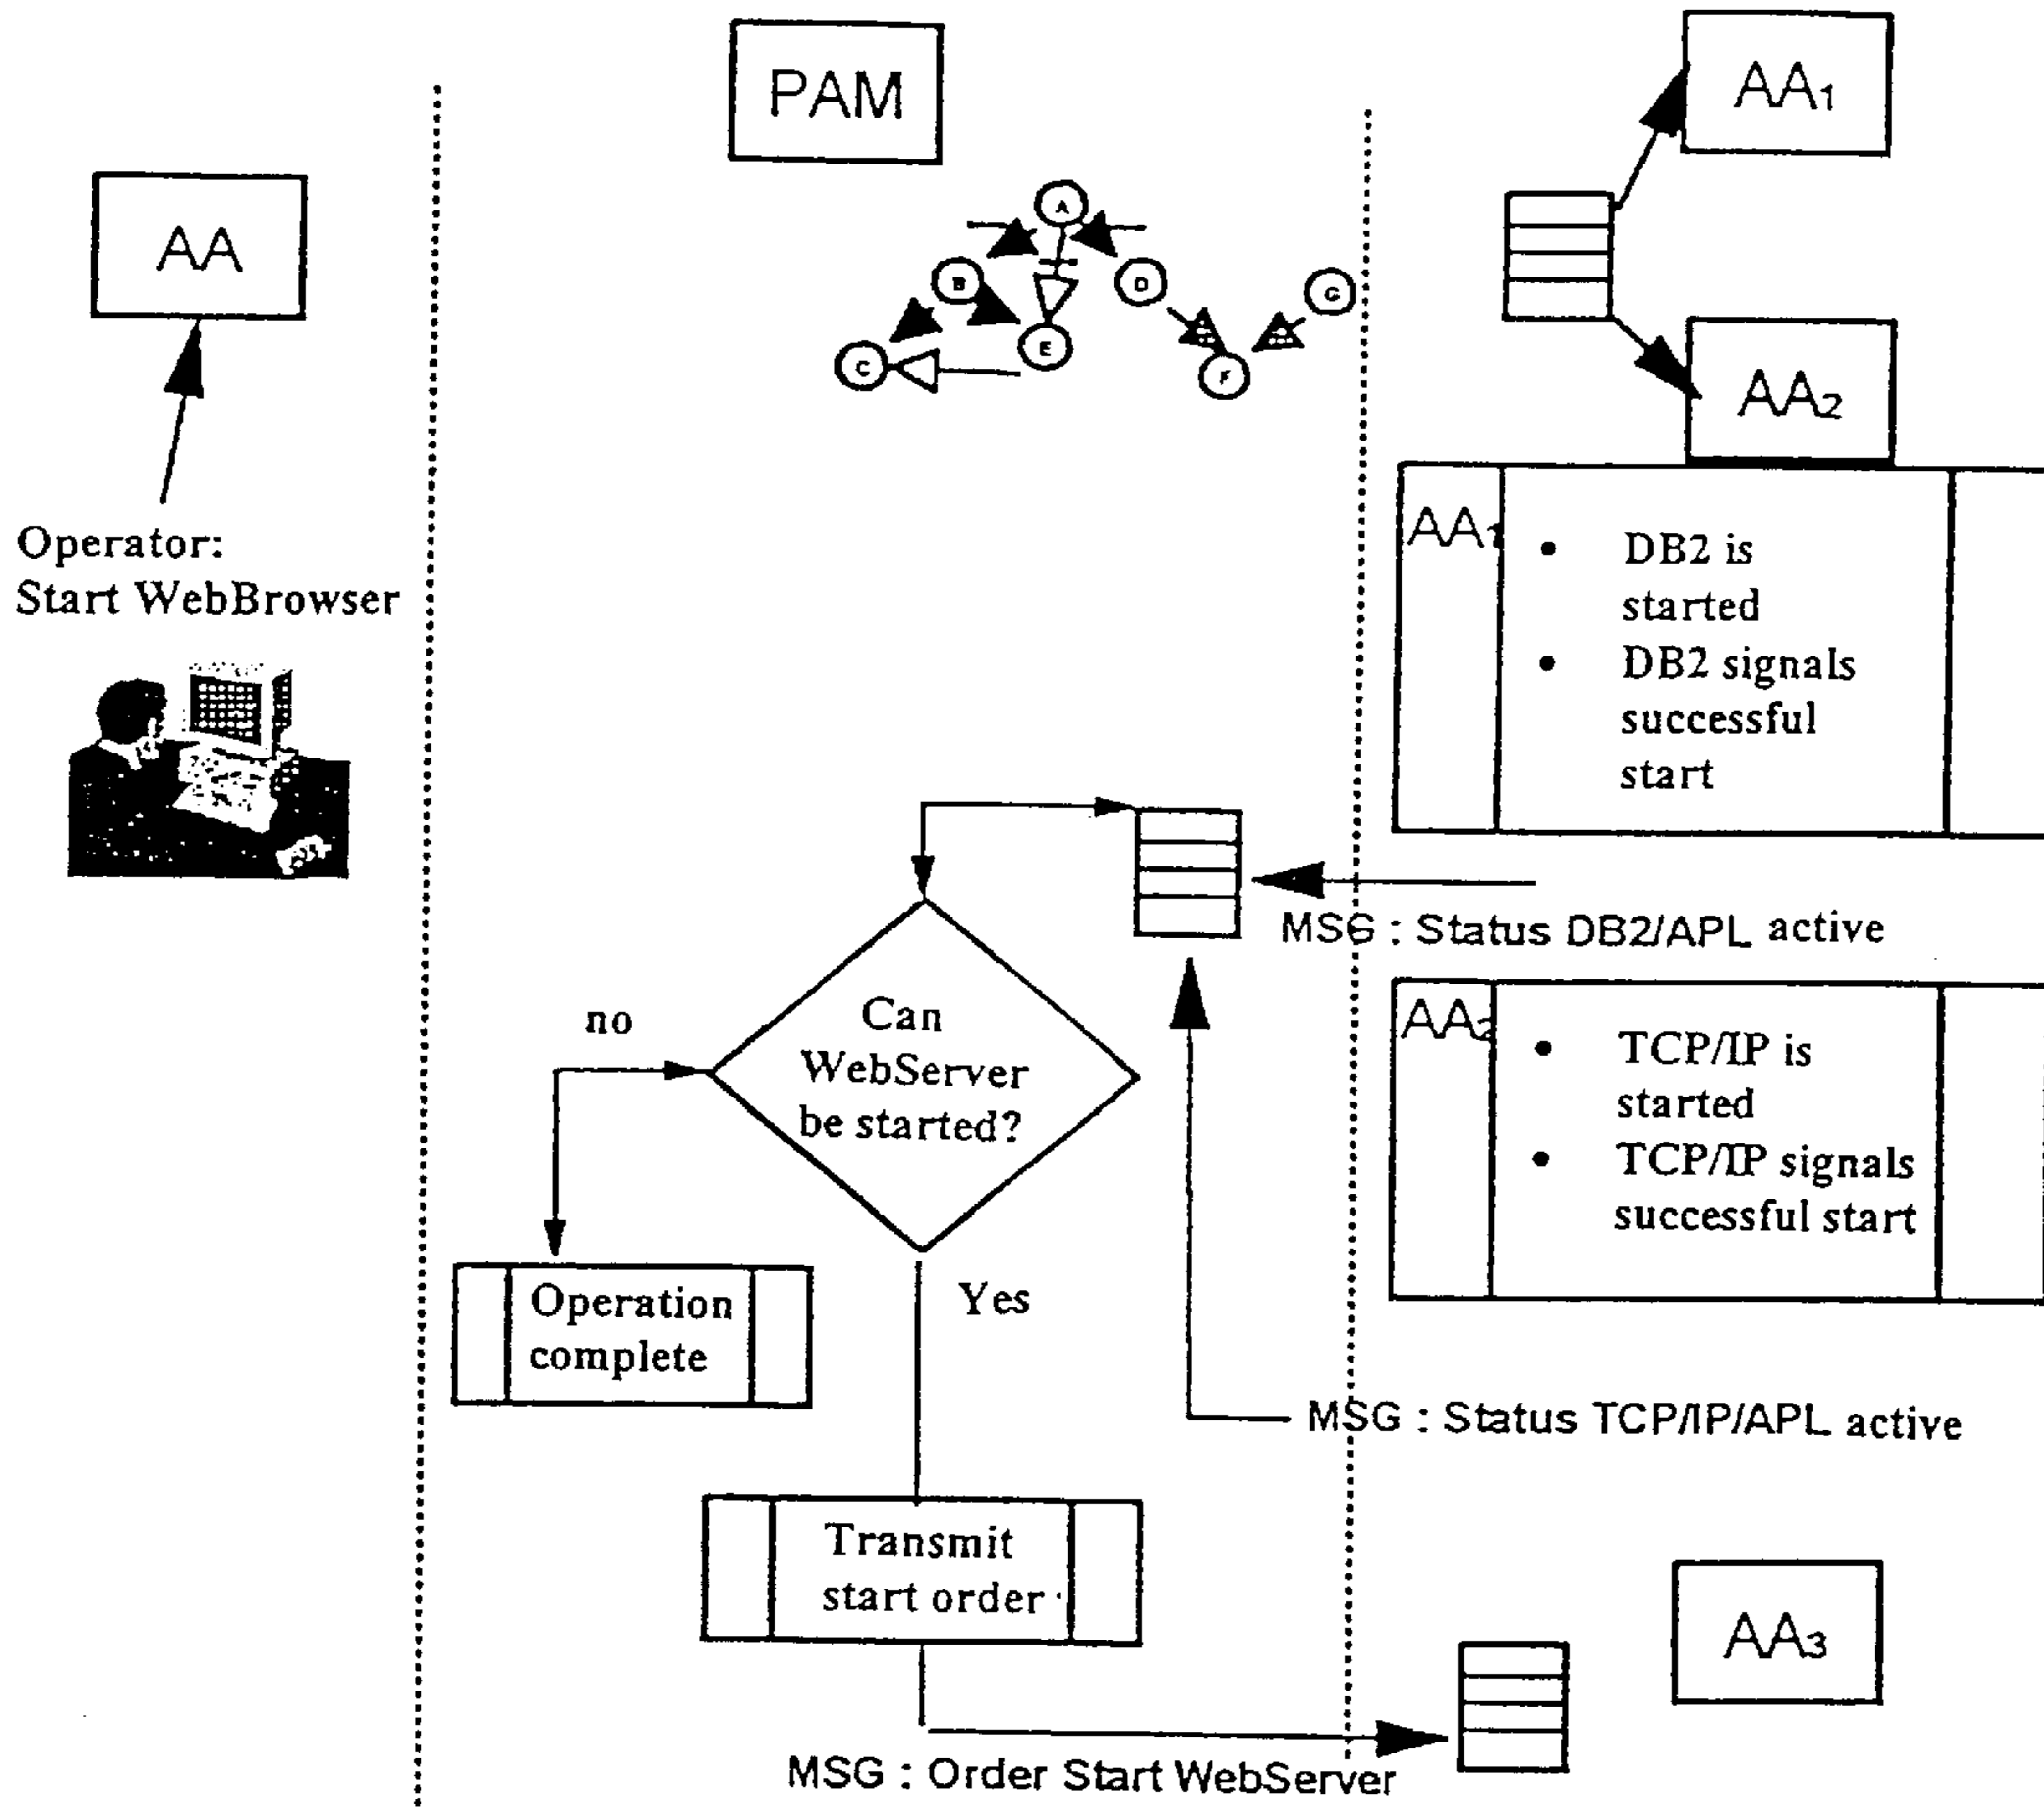 PAM
AA1
AA
A
B
D
G
E
C
F
AA2
Operator:
Start WebBrowser
AA1
• DB2 is
started
• DB2 signals
successful
start
MSG : Status DB2/APL active
no
Can
WebServer
be started?
AA2
• TCP/IP is
started
• TCP/IP signals
successful start
Operation
complete
Yes
MSG : Status TCP/IP/APL active
Transmit
start order
AA3
MSG : Order Start WebServer